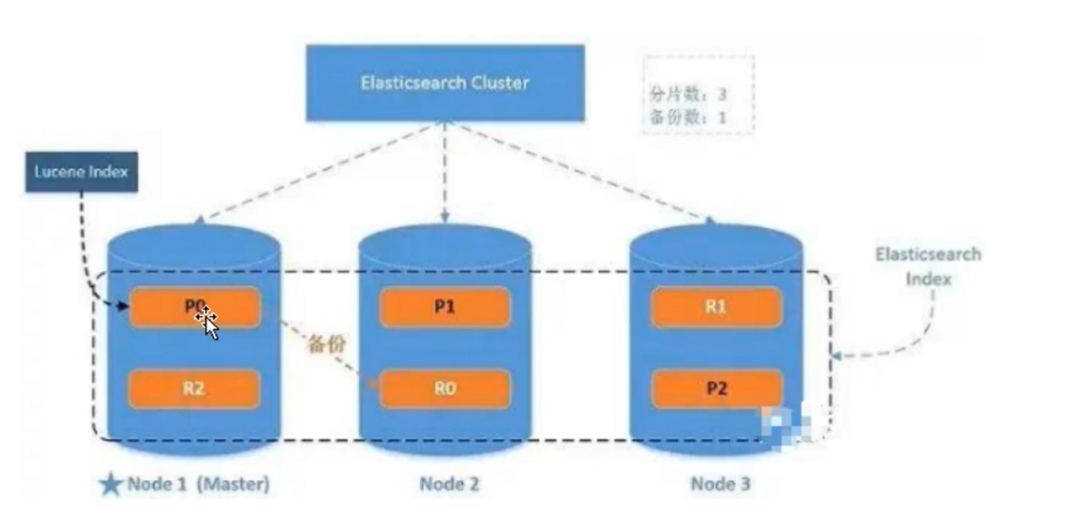 Elasticsearch Cluster
分片数：3
备份数：1
Lucene Index
Elasticsearch
Index
P0
P1
R1
备份
R2
R0
P2
Node 1 (Master)
Node 2
Node 3